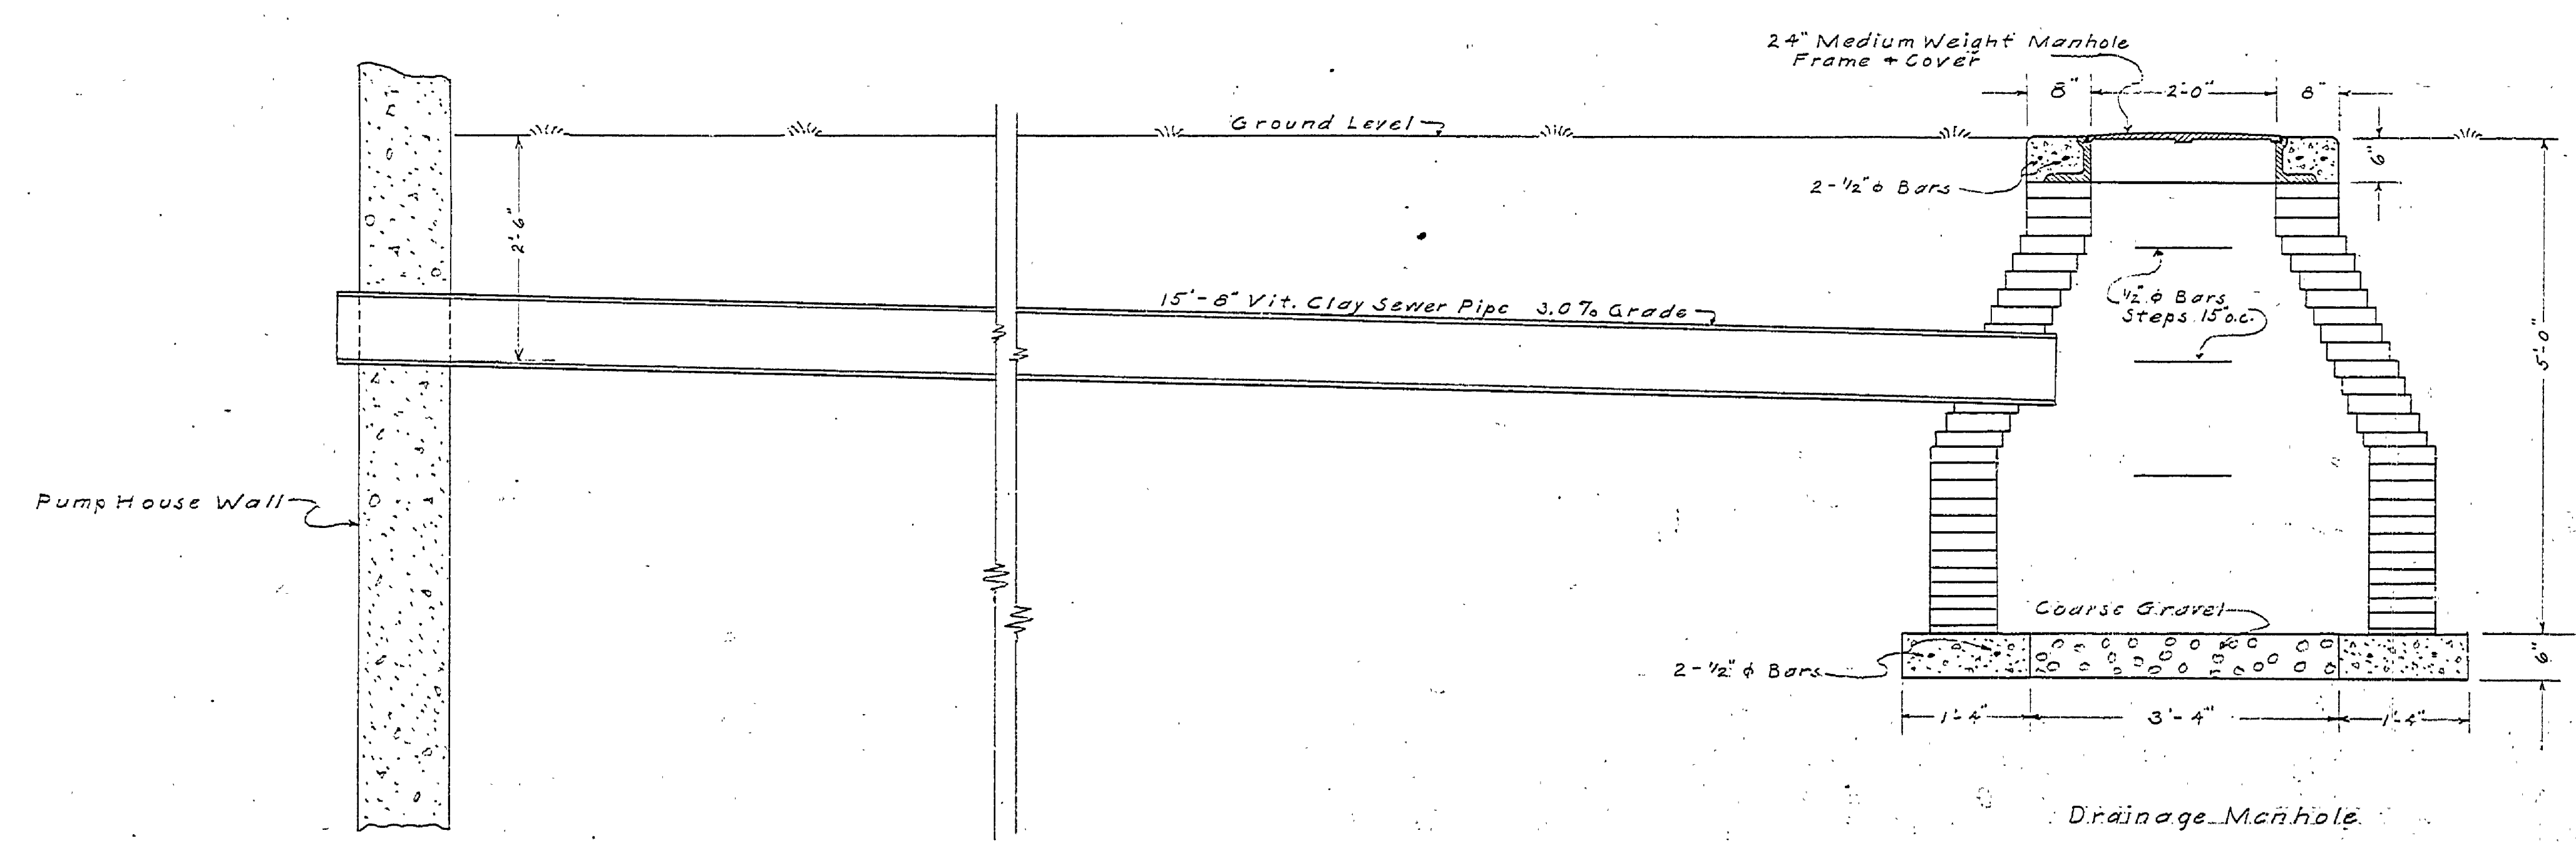 24" Medium Weight Manhole
Frame + Cover
8" 2'-0" 8"
Ground Level
6"
2-1/2" ϕ Bars
2'-6"
1/2" ϕ Bars
Steps 15" o.c.
15'-8" Vit. Clay Sewer Pipe 3.0% Grade
5'-0"
Pump House Wall
Coarse Gravel
2-1/2" ϕ Bars
6"
1'-4" 3'-4" 1'-4"
Drainage Manhole